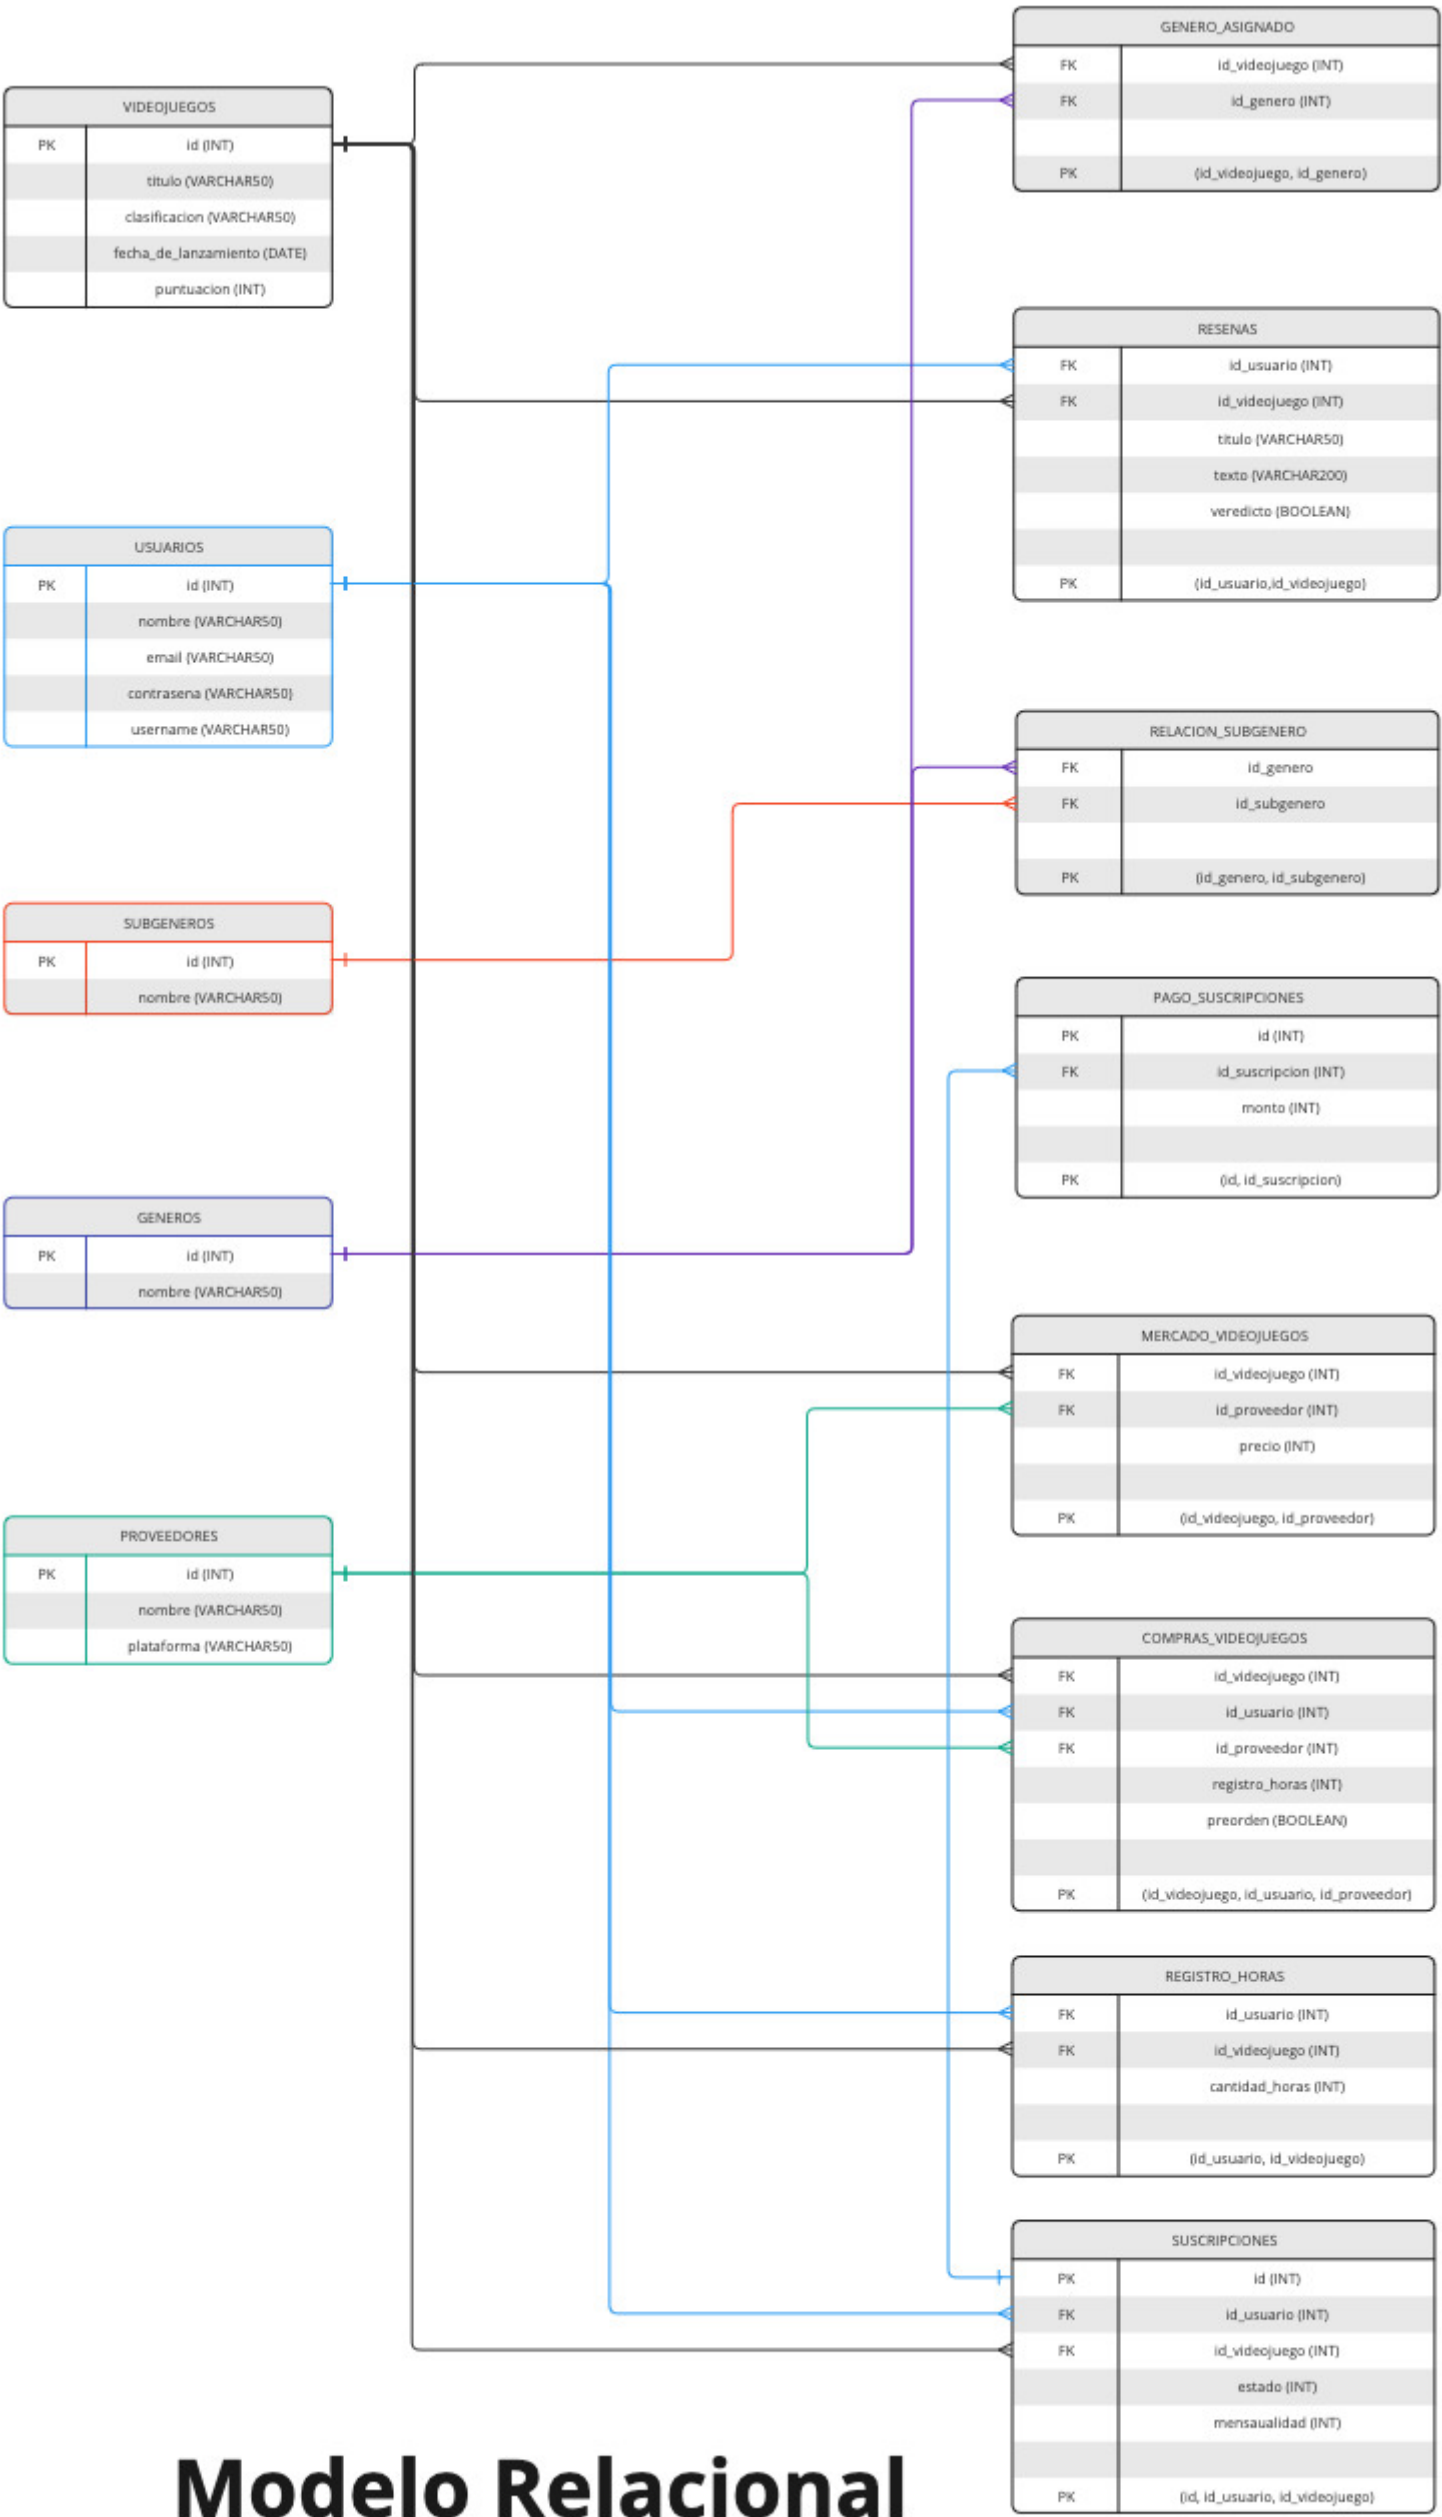 VIDEOJUEGOS
PK id (INT)
titulo (VARCHAR50)
clasificacion (VARCHAR50)
fecha_de_lanzamiento (DATE)
puntuacion (INT)
USUARIOS
PK id (INT)
nombre (VARCHAR50)
email (VARCHAR50)
contrasena (VARCHAR50)
username (VARCHAR50)
SUBGENEROS
PK id (INT)
nombre (VARCHAR50)
GENEROS
PK id (INT)
nombre (VARCHAR50)
PROVEEDORES
PK id (INT)
nombre (VARCHAR50)
plataforma (VARCHAR50)
GENERO_ASIGNADO
FK id_videojuego (INT)
FK id_genero (INT)
PK (id_videojuego, id_genero)
RESENAS
FK id_usuario (INT)
FK id_videojuego (INT)
titulo (VARCHAR50)
texto (VARCHAR200)
veredicto (BOOLEAN)
PK (id_usuario,id_videojuego)
RELACION_SUBGENERO
FK id_genero
FK id_subgenero
PK (id_genero, id_subgenero)
PAGO_SUSCRIPCIONES
PK id (INT)
FK id_suscripcion (INT)
monto (INT)
PK (id, id_suscripcion)
MERCADO_VIDEOJUEGOS
FK id_videojuego (INT)
FK id_proveedor (INT)
precio (INT)
PK (id_videojuego, id_proveedor)
COMPRAS_VIDEOJUEGOS
FK id_videojuego (INT)
FK id_usuario (INT)
FK id_proveedor (INT)
registro_horas (INT)
preorden (BOOLEAN)
PK (id_videojuego, id_usuario, id_proveedor)
REGISTRO_HORAS
FK id_usuario (INT)
FK id_videojuego (INT)
cantidad_horas (INT)
PK (id_usuario, id_videojuego)
SUSCRIPCIONES
PK id (INT)
FK id_usuario (INT)
FK id_videojuego (INT)
estado (INT)
mensaualidad (INT)
PK (id, id_usuario, id_videojuego)
Modelo Relacional